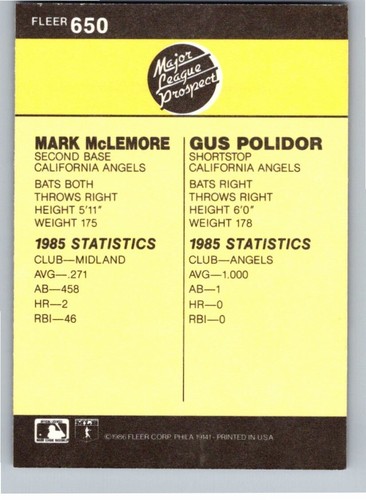 FLEER 650
Major
League
Prospect
MARK McLEMORE
SECOND BASE
CALIFORNIA ANGELS
BATS BOTH
THROWS RIGHT
HEIGHT 5'11"
WEIGHT 175
1985 STATISTICS
CLUB—MIDLAND
AVG—.271
AB—458
HR—2
RBI—46
GUS POLIDOR
SHORTSTOP
CALIFORNIA ANGELS
BATS RIGHT
THROWS RIGHT
HEIGHT 6'0"
WEIGHT 178
1985 STATISTICS
CLUB—ANGELS
AVG—1.000
AB—1
HR—0
RBI—0
©1986 FLEER CORP. PHILA 19141 - PRINTED IN U.S.A.